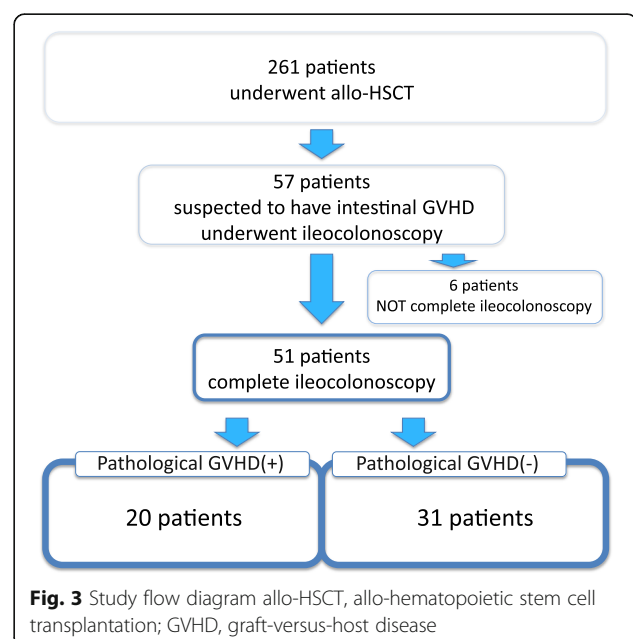 261 patients
underwent allo-HSCT
57 patients
suspected to have intestinal GVHD
underwent ileocolonoscopy
6 patients
NOT complete ileocolonoscopy
51 patients
complete ileocolonoscopy
Pathological GVHD(+)
20 patients
Pathological GVHD(-)
31 patients
Fig. 3 Study flow diagram allo-HSCT, allo-hematopoietic stem cell
transplantation; GVHD, graft-versus-host disease